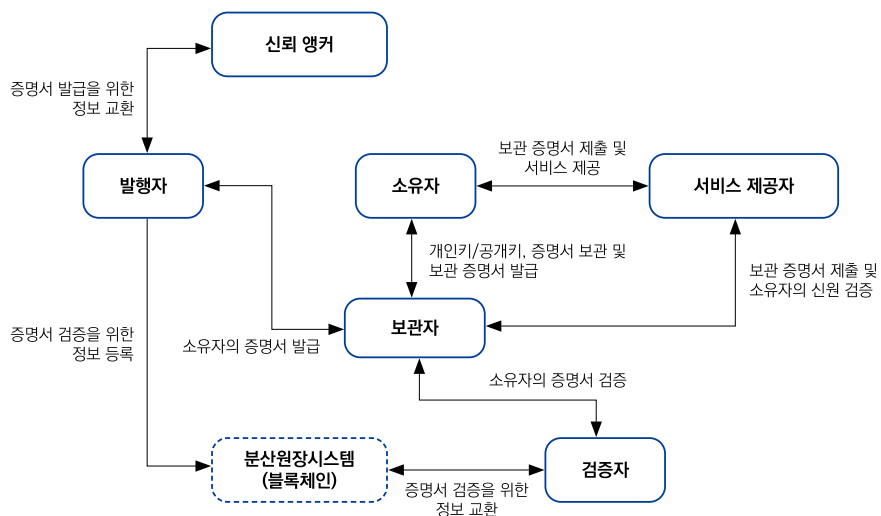 신뢰 앵커
증명서 발급을 위한
정보 교환
발행자
소유자
보관 증명서 제출 및
서비스 제공
서비스 제공자
개인키/공개키, 증명서 보관 및
보관 증명서 발급
보관 증명서 제출 및
소유자의 신원 검증
보관자
증명서 검증을 위한
정보 등록
소유자의 증명서 발급
소유자의 증명서 검증
분산원장시스템
(블록체인)
검증자
증명서 검증을 위한
정보 교환